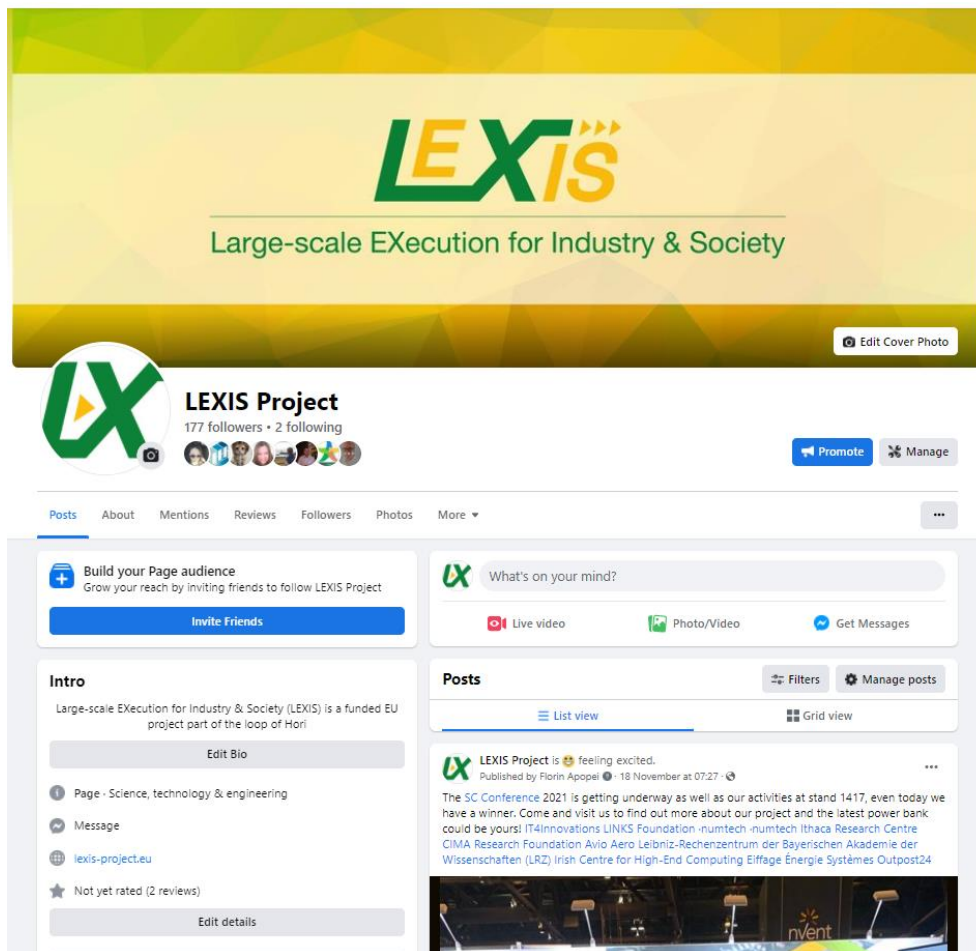 LEXIS
Large-scale EXecution for Industry & Society
Edit Cover Photo
LX
LEXIS Project
177 followers • 2 following
Promote
Manage
Posts
About
Mentions
Reviews
Followers
Photos
More
Build your Page audience
Grow your reach by inviting friends to follow LEXIS Project
Invite Friends
Intro
Large-scale EXecution for Industry & Society (LEXIS) is a funded EU
project part of the loop of Hori
Edit Bio
Page · Science, technology & engineering
Message
lexis-project.eu
Not yet rated (2 reviews)
Edit details
LX
What's on your mind?
Live video
Photo/Video
Get Messages
Posts
Filters
Manage posts
List view
Grid view
LX
LEXIS Project is 😁 feeling excited.
Published by Florin Apopei · 18 November at 07:27 ·
The SC Conference 2021 is getting underway as well as our activities at stand 1417, even today we
have a winner. Come and visit us to find out more about our project and the latest power bank
could be yours! IT4Innovations LINKS Foundation -numtech -numtech Ithaca Research Centre
CIMA Research Foundation Avio Aero Leibniz-Rechenzentrum der Bayerischen Akademie der
Wissenschaften (LRZ) Irish Centre for High-End Computing Eiffage Énergie Systèmes Outpost24
nvent